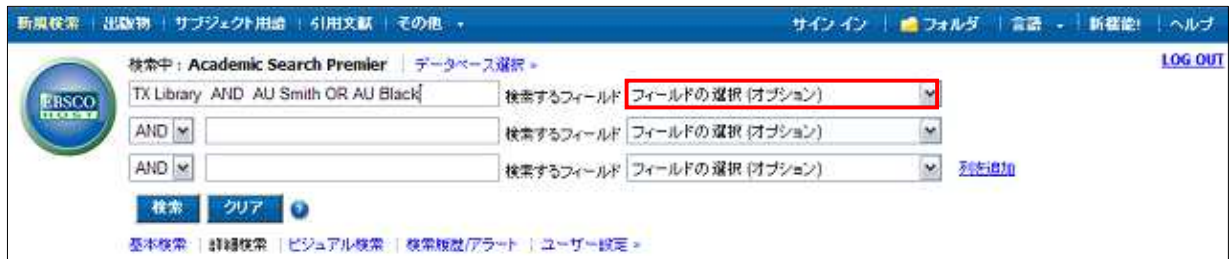 新規検索 出版物 サブジェクト用語 引用文献 その他 サイン イン フォルダ 言語 新機能! ヘルプ
検索中 : Academic Search Premier データベース選択 » LOG OUT
EBSCO HOST
TX Library AND AU Smith OR AU Black 検索するフィールド フィールドの選択 (オプション)
AND 検索するフィールド フィールドの選択 (オプション)
AND 検索するフィールド フィールドの選択 (オプション) 列を追加
検索 クリア ?
基本検索 詳細検索 ビジュアル検索 検索履歴/アラート ユーザー設定 »